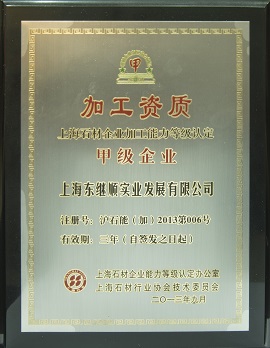 甲
加工资质
上海石材企业加工能力等级认定
甲级企业
上海东继顺实业发展有限公司
注册号：沪石能（加）2013第006号
有效期：三年（自签发之日起）
上海石材企业能力等级认定办公室
上海石材行业协会技术委员会
二〇一三年九月